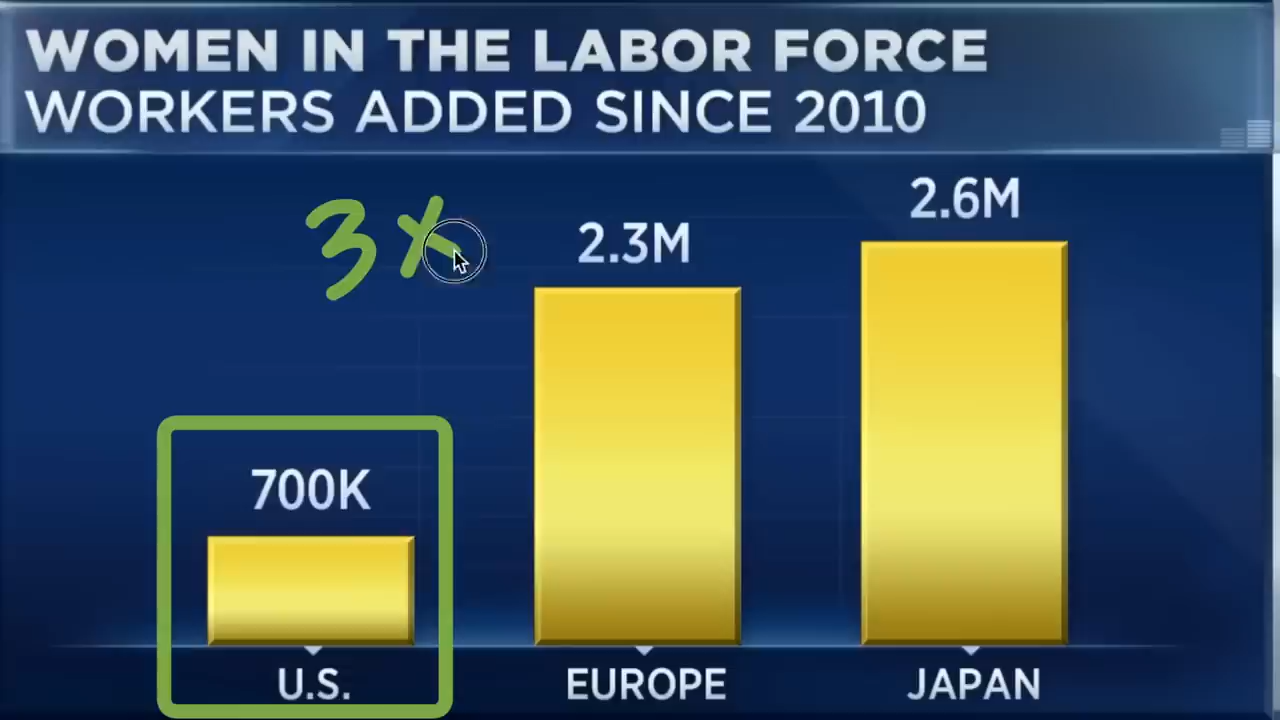 WOMEN IN THE LABOR FORCE
WORKERS ADDED SINCE 2010
3x
2.6M
2.3M
700K
U.S.
EUROPE
JAPAN